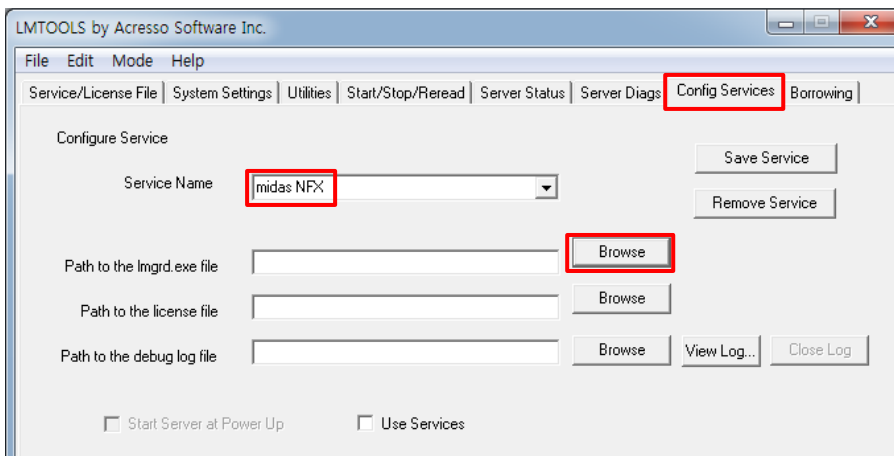 LMTOOLS by Acresso Software Inc.
File Edit Mode Help
Service/License File System Settings Utilities Start/Stop/Reread Server Status Server Diags Config Services Borrowing
Configure Service
Save Service
Service Name midas NFX
Remove Service
Path to the lmgrd.exe file Browse
Path to the license file Browse
Path to the debug log file Browse View Log... Close Log
Start Server at Power Up Use Services